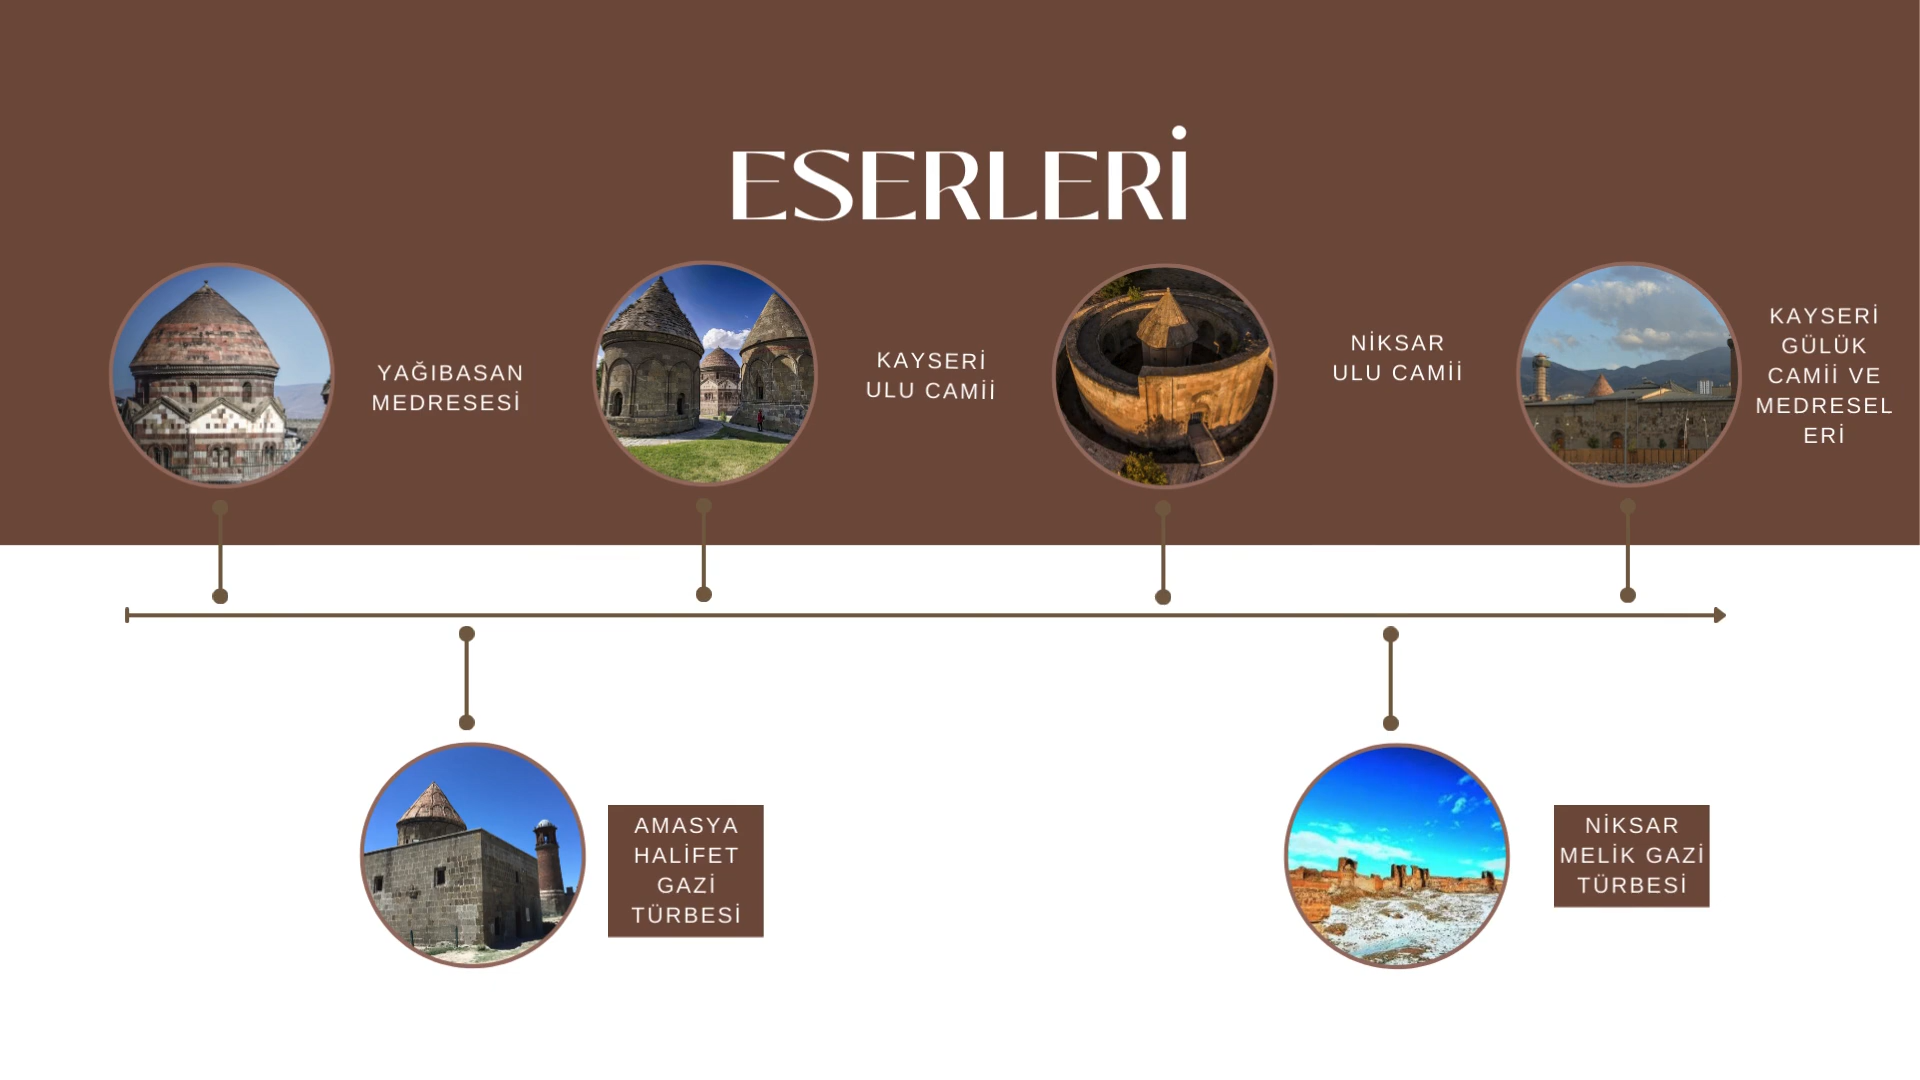 ESERLERİ
YAĞIBASAN
MEDRESESİ
KAYSERİ
ULU CAMİİ
NİKSAR
ULU CAMİİ
KAYSERİ
GÜLÜK
CAMİİ VE
MEDRESEL
ERİ
AMASYA
HALİFET
GAZİ
TÜRBESİ
NİKSAR
MELİK GAZİ
TÜRBESİ